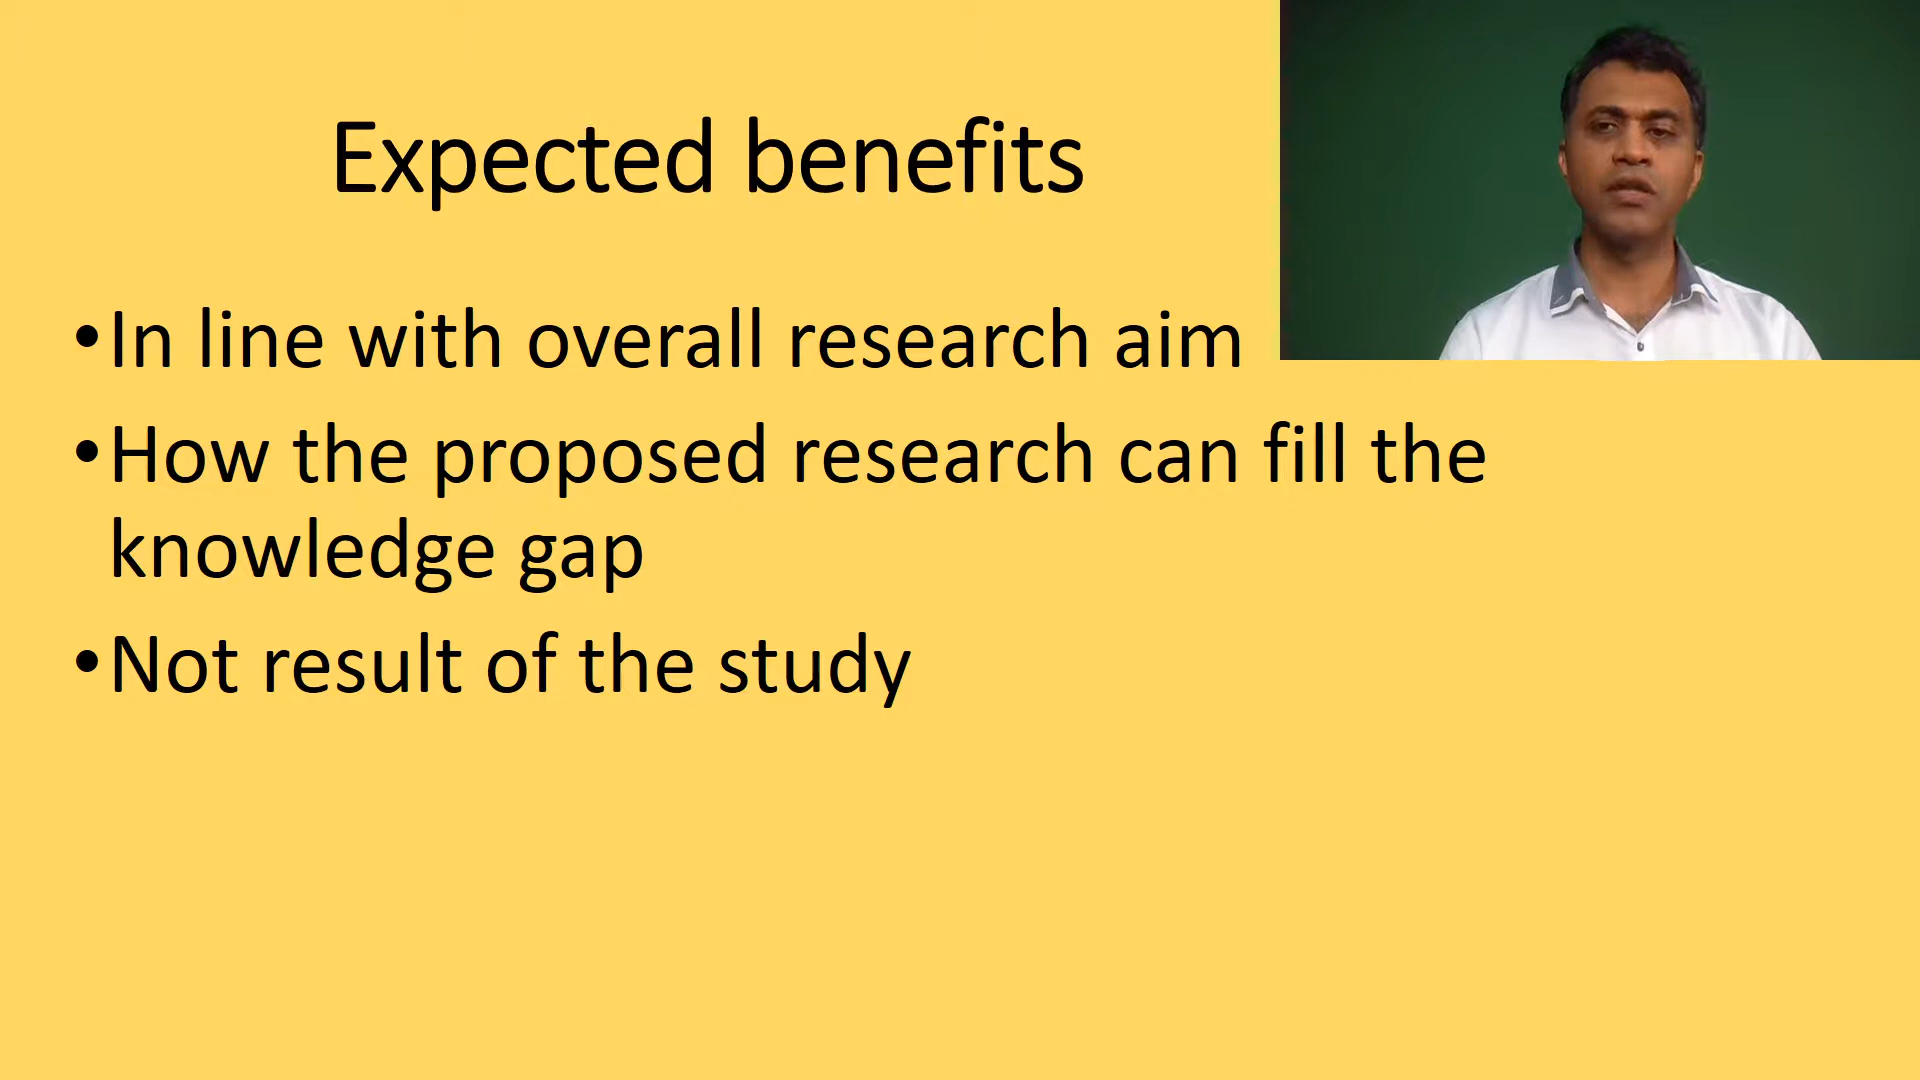 Expected benefits
•In line with overall research aim
•How the proposed research can fill the
knowledge gap
•Not result of the study